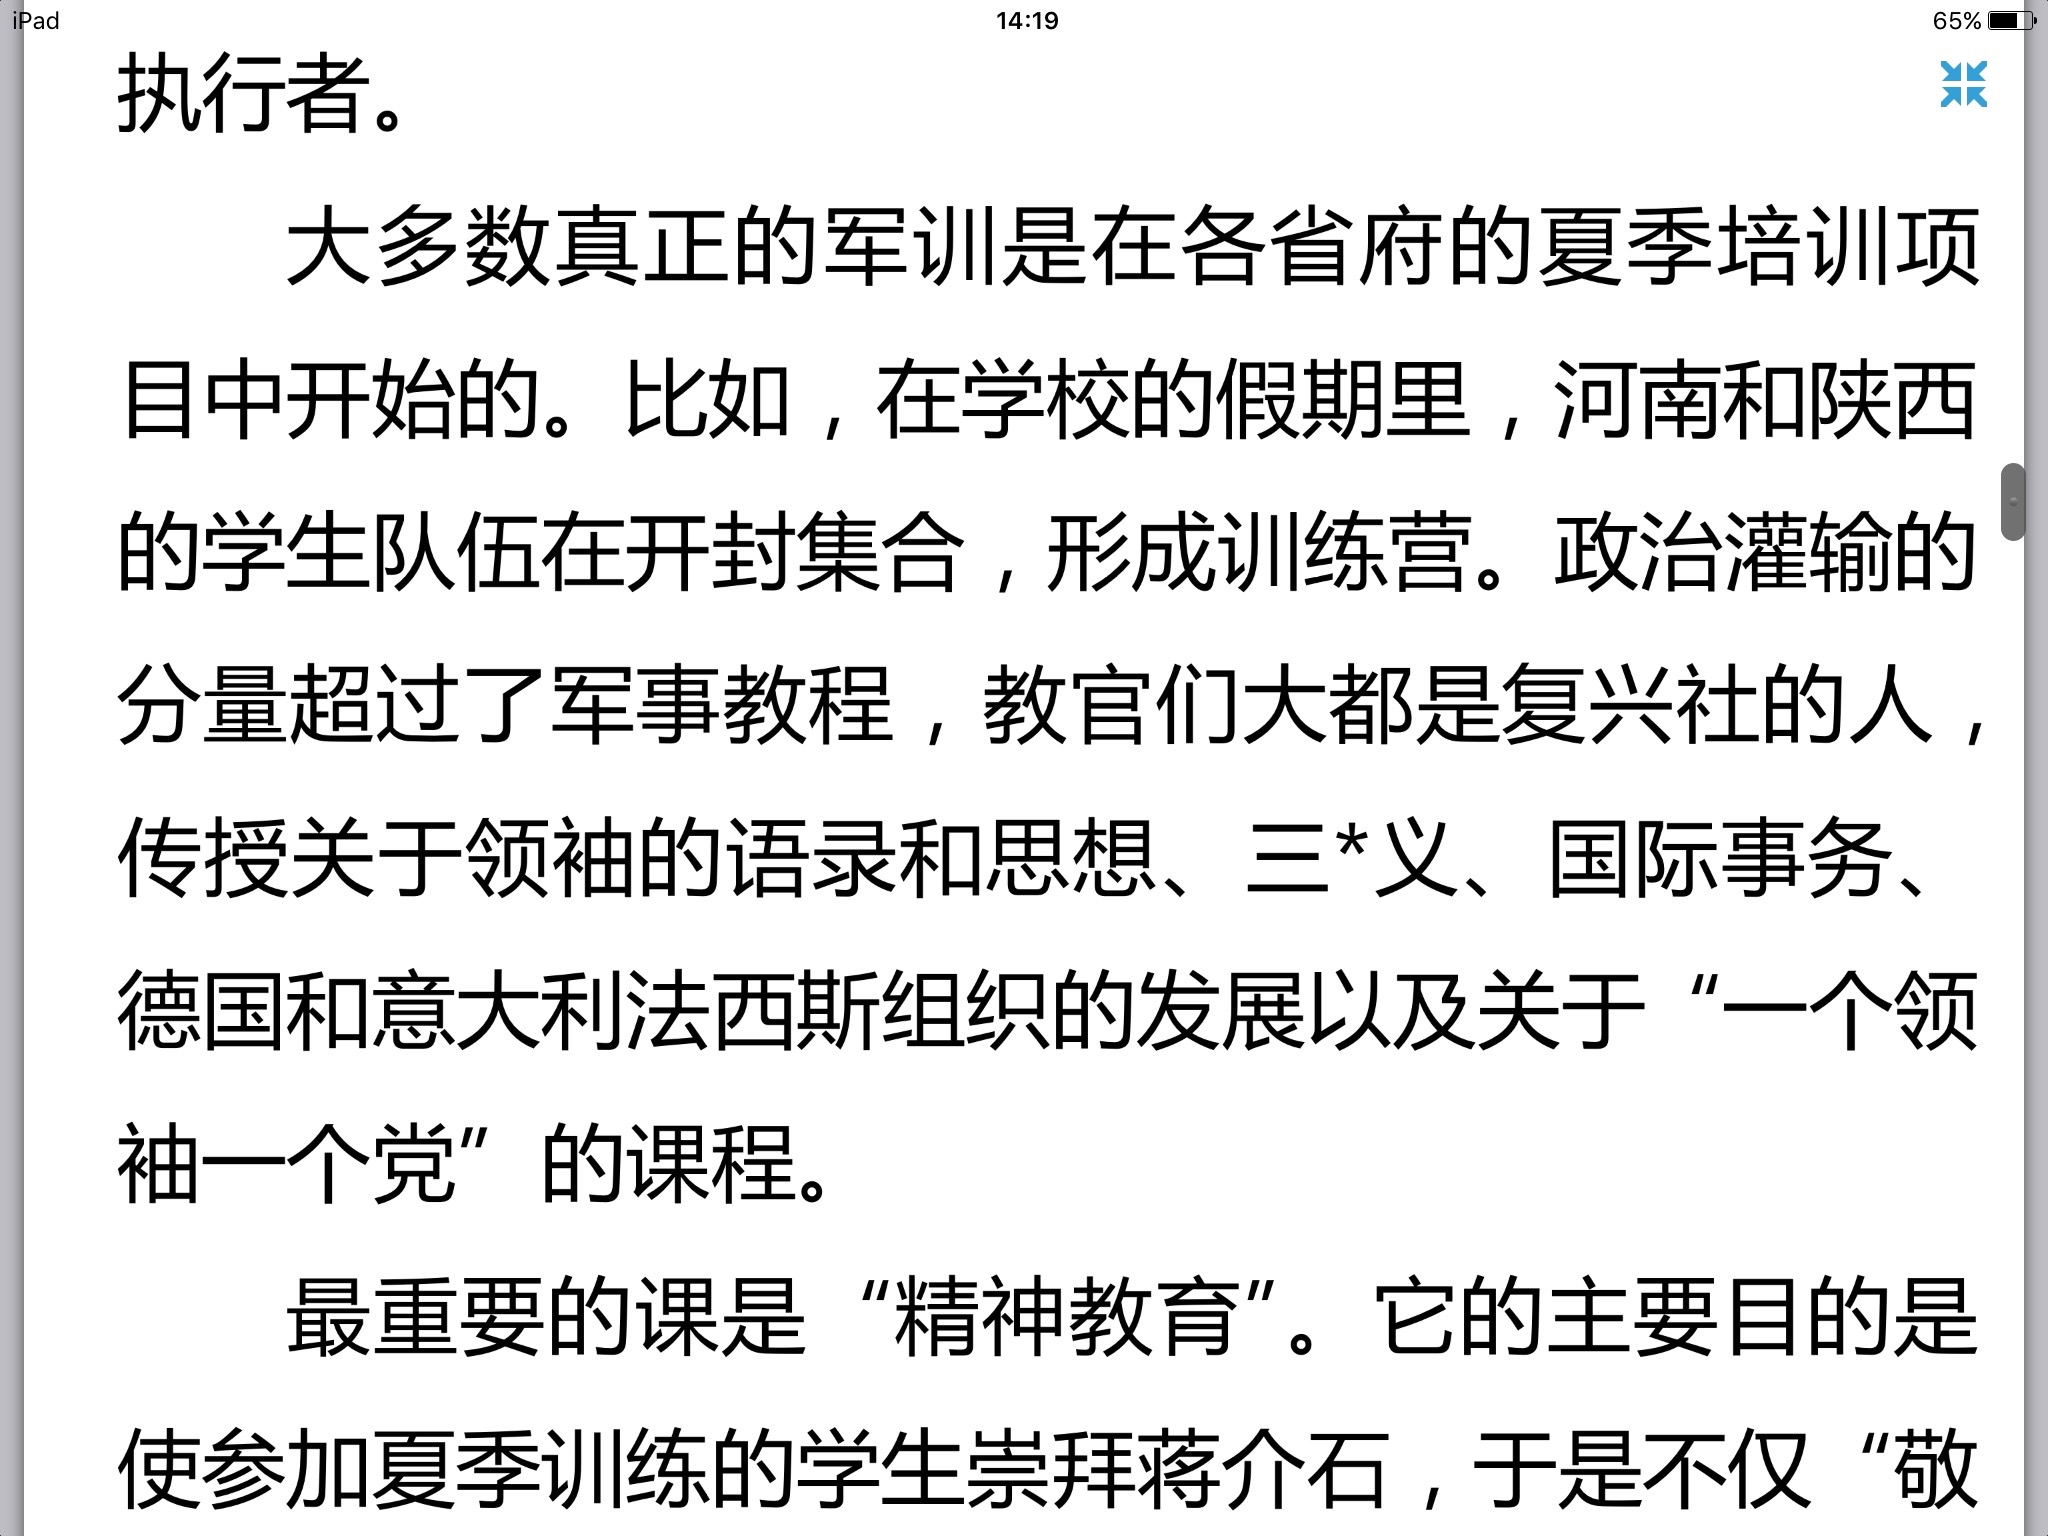 iPad 14:19 65%
执行者。
大多数真正的军训是在各省府的夏季培训项
目中开始的。比如，在学校的假期里，河南和陕西
的学生队伍在开封集合，形成训练营。政治灌输的
分量超过了军事教程，教官们大都是复兴社的人，
传授关于领袖的语录和思想、三*义、国际事务、
德国和意大利法西斯组织的发展以及关于“一个领
袖一个党”的课程。
最重要的课是“精神教育”。它的主要目的是
使参加夏季训练的学生崇拜蒋介石，于是不仅“敬